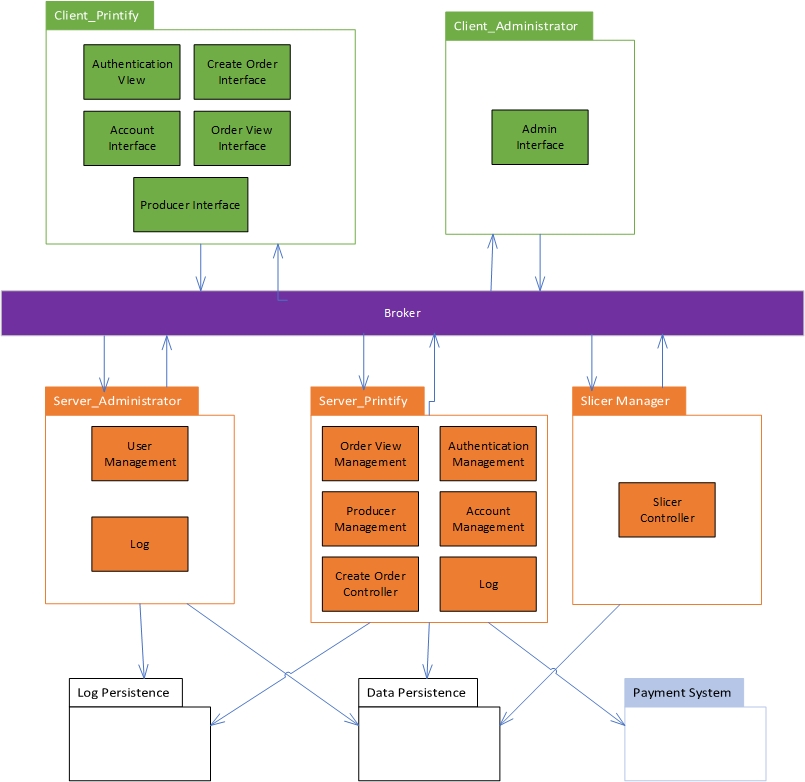 Client_Printify
Client_Administrator
Authentication
VIew
Create Order
Interface
Account
Interface
Order View
Interface
Producer Interface
Admin
Interface
Broker
Server_Administrator
Server_Printify
Slicer Manager
User
Management
Log
Order View
Management
Authentication
Management
Producer
Management
Account
Management
Create Order
Controller
Log
Slicer
Controller
Log Persistence
Data Persistence
Payment System